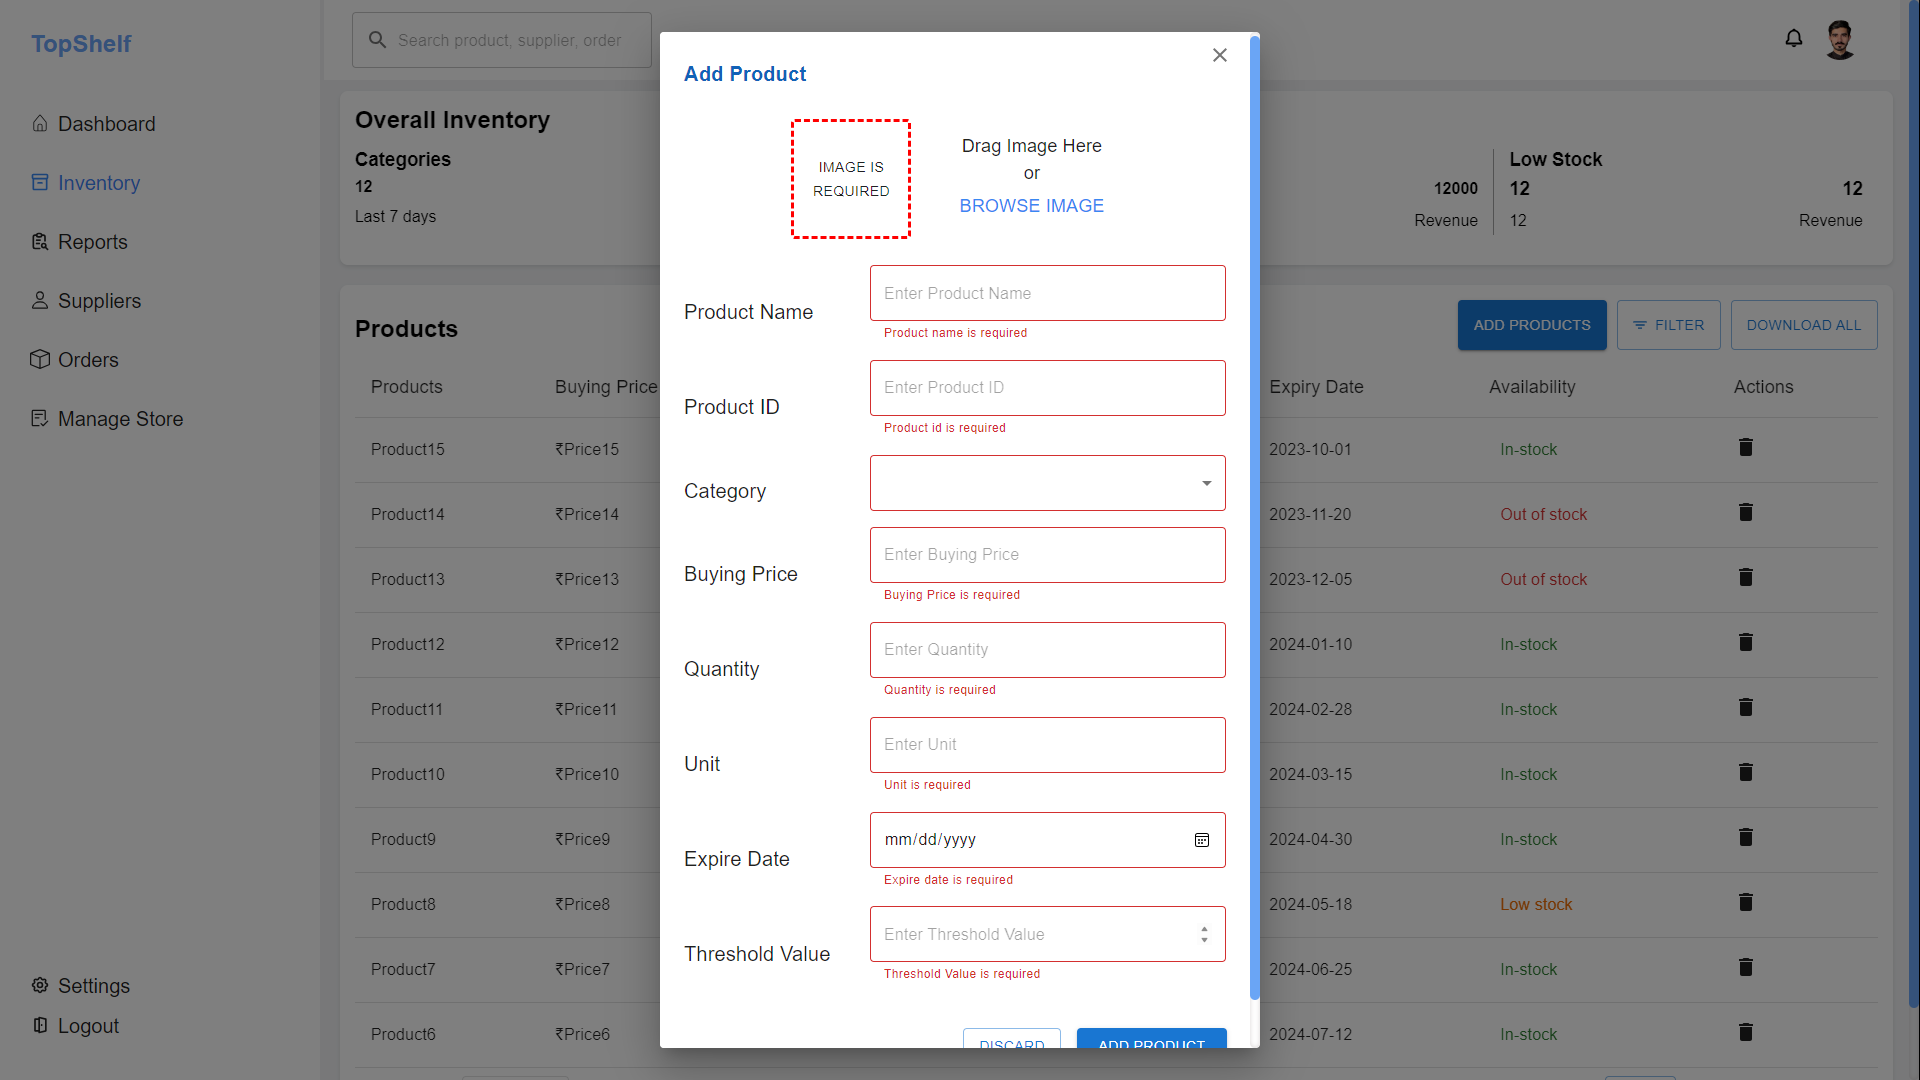 TopShelf
Dashboard
Inventory
Reports
Suppliers
Orders
Manage Store
Settings
Logout
Search product, supplier, order
Overall Inventory
Categories
12
Last 7 days
12000
Revenue
Low Stock
12
12
12
Revenue
Products
ADD PRODUCTS
FILTER
DOWNLOAD ALL
Products
Buying Price
Expiry Date
Availability
Actions
Product15
₹Price15
2023-10-01
In-stock
Product14
₹Price14
2023-11-20
Out of stock
Product13
₹Price13
2023-12-05
Out of stock
Product12
₹Price12
2024-01-10
In-stock
Product11
₹Price11
2024-02-28
In-stock
Product10
₹Price10
2024-03-15
In-stock
Product9
₹Price9
2024-04-30
In-stock
Product8
₹Price8
2024-05-18
Low stock
Product7
₹Price7
2024-06-25
In-stock
Product6
₹Price6
2024-07-12
In-stock
Add Product
IMAGE IS
REQUIRED
Drag Image Here
or
BROWSE IMAGE
Product Name
Enter Product Name
Product name is required
Product ID
Enter Product ID
Product id is required
Category
Buying Price
Enter Buying Price
Buying Price is required
Quantity
Enter Quantity
Quantity is required
Unit
Enter Unit
Unit is required
Expire Date
mm/dd/yyyy
Expire date is required
Threshold Value
Enter Threshold Value
Threshold Value is required
DISCARD
ADD PRODUCT